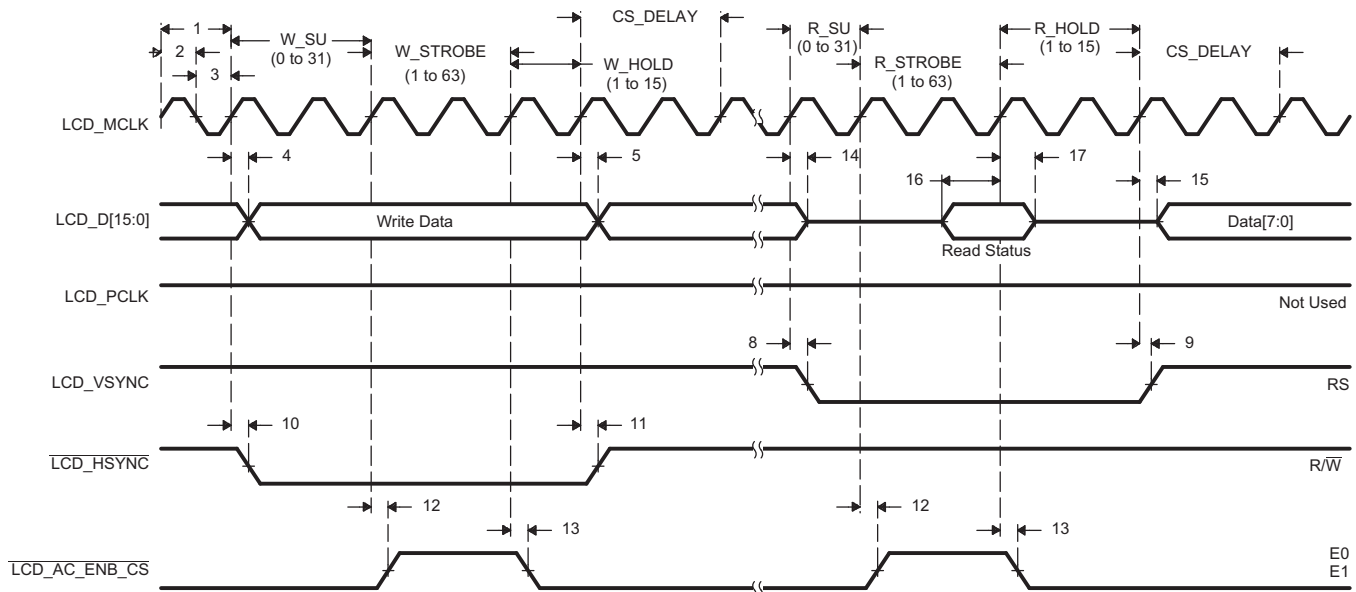 CS_DELAY
1
W_SU
(0 to 31)
R_SU
(0 to 31)
R_HOLD
(1 to 15)
2
W_STROBE
(1 to 63)
CS_DELAY
3
W_HOLD
(1 to 15)
R_STROBE
(1 to 63)
LCD_MCLK
4
5
14
17
16
15
LCD_D[15:0]
Write Data
Read Status
Data[7:0]
LCD_PCLK
Not Used
8
9
LCD_VSYNC
RS
10
11
LCD_HSYNC
R/W
12
13
12
13
LCD_AC_ENB_CS
E0
E1